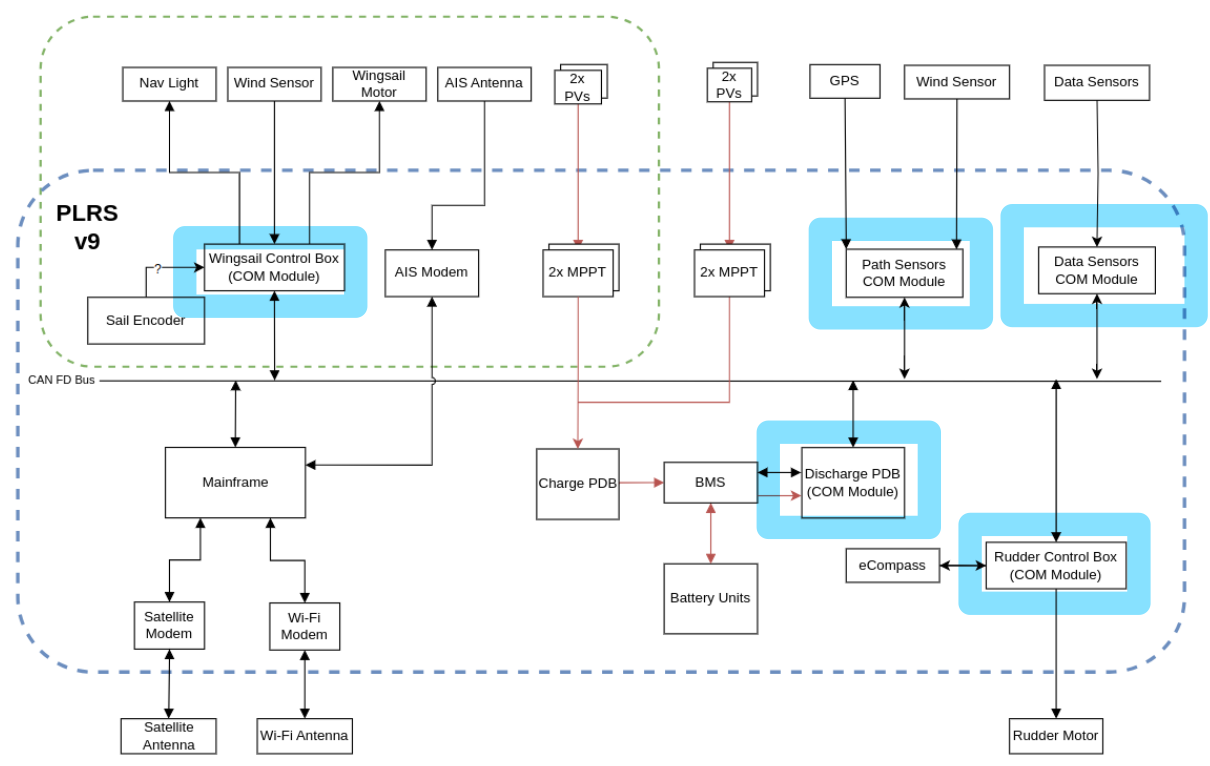 Nav Light
Wind Sensor
Wingsail
Motor
AIS Antenna
2x
PVs
2x
PVs
GPS
Wind Sensor
Data Sensors
PLRS
v9
Wingsail Control Box
(COM Module)
?
Sail Encoder
AIS Modem
2x MPPT
2x MPPT
Path Sensors
COM Module
Data Sensors
COM Module
CAN FD Bus
Mainframe
Charge PDB
BMS
Discharge PDB
(COM Module)
eCompass
Rudder Control Box
(COM Module)
Battery Units
Satellite
Modem
Wi-Fi
Modem
Satellite
Antenna
Wi-Fi Antenna
Rudder Motor